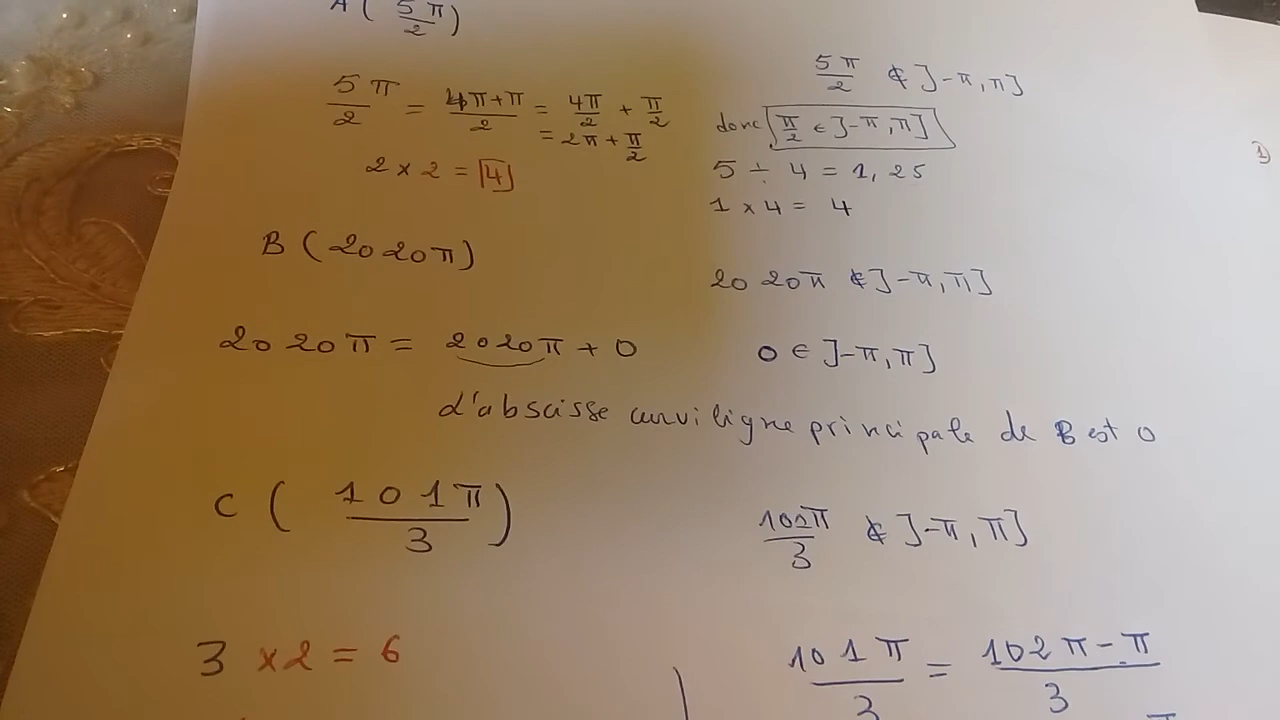 A ( 5π/2 )
5π/2 = 4π+π/2 = 4π/2 + π/2
= 2π + π/2
2 × 2 = 4
5π/2 ∉ ]-π, π]
donc π/2 ∈ ]-π, π]
5 ÷ 4 = 1,25
1 × 4 = 4
1)
B (2020π)
2020π ∉ ]-π, π]
2020π = 2020π + 0
0 ∈ ]-π, π]
d'abscisse curviligne principale de B est 0
C ( 101π/3 )
101π/3 ∉ ]-π, π]
3 × 2 = 6
101π/3 = 102π-π/3